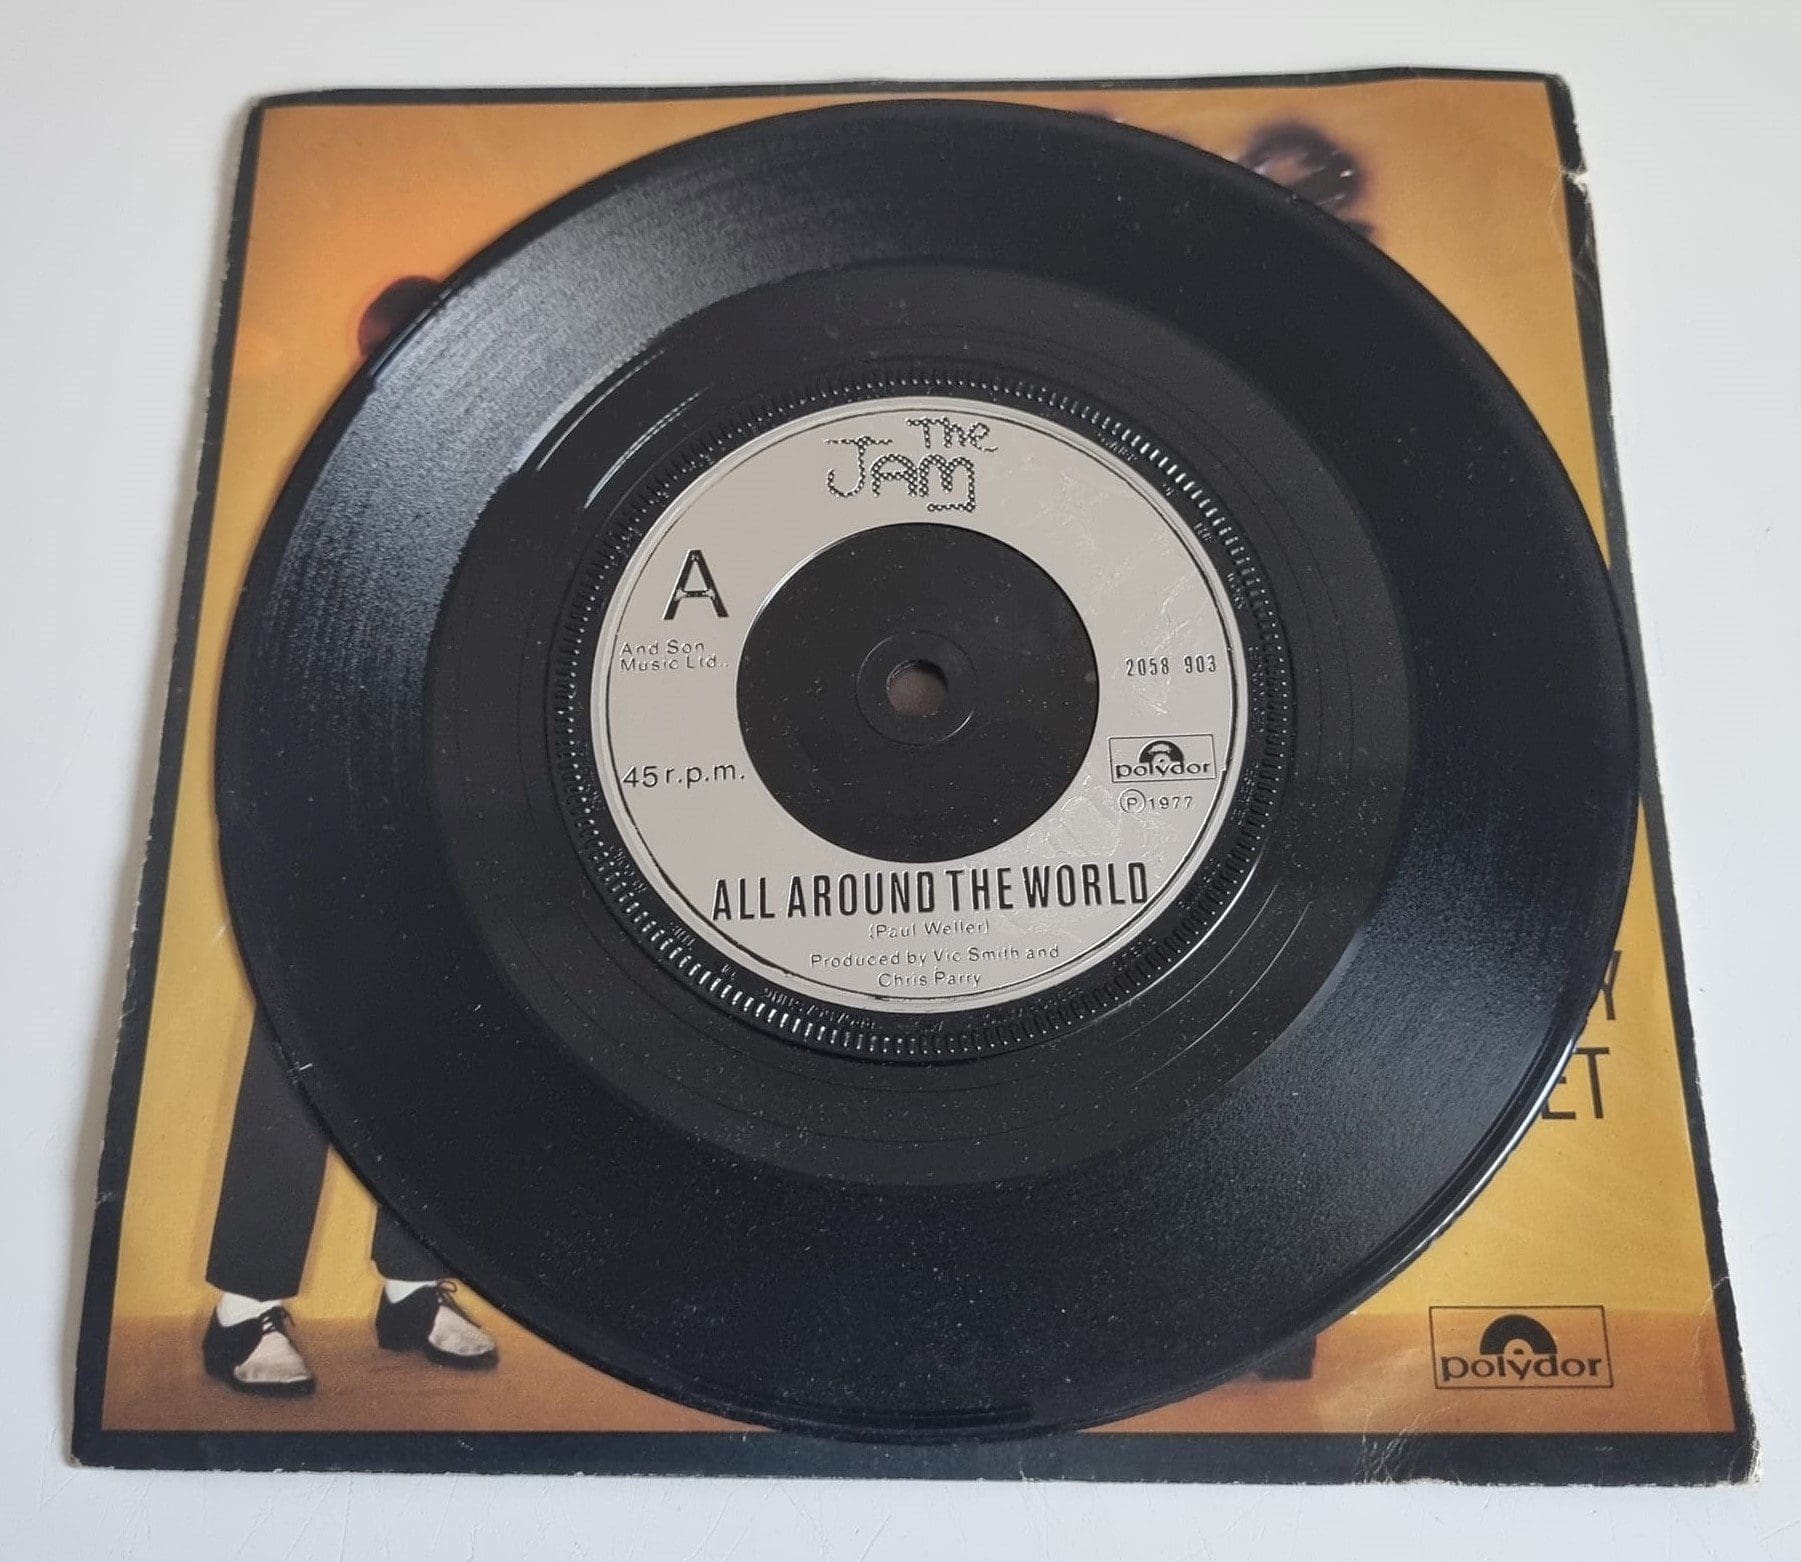 The
JAM
A
And Son
Music Ltd..
2058 903
45 r.p.m.
polydor
Ⓟ 1977
ALL AROUND THE WORLD
(Paul Weller)
Produced by Vic Smith and
Chris Parry
Y
ET
polydor